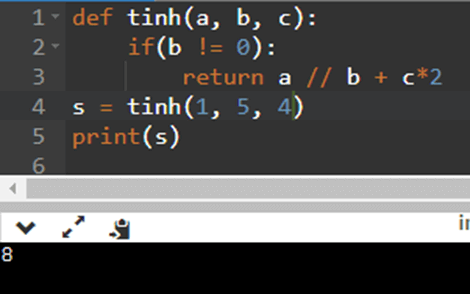 1 def tinh(a, b, c):
2     if(b != 0):
3         return a // b + c*2
4 s = tinh(1, 5, 4)
5 print(s)
6
8